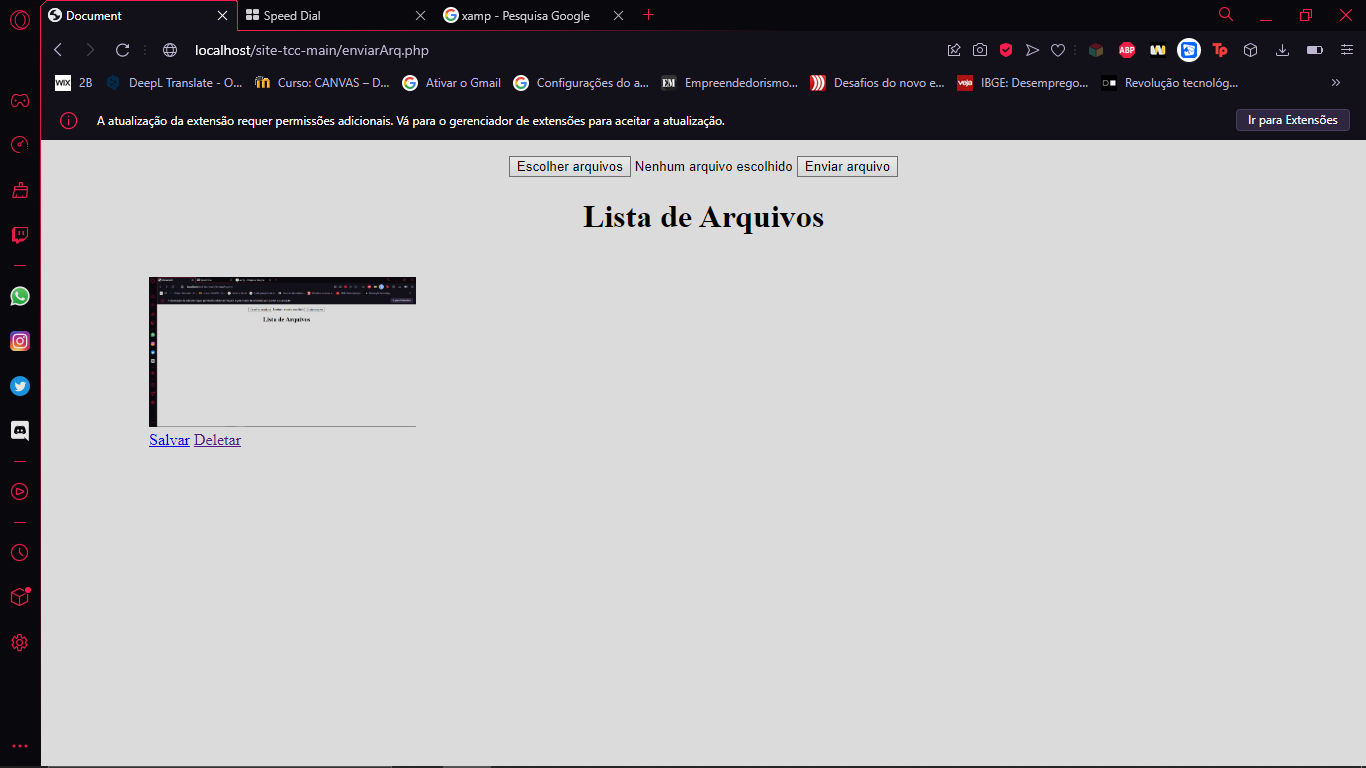 Document
Speed Dial
xamp - Pesquisa Google
localhost/site-tcc-main/enviarArq.php
ABP
Tp
WIX 2B
DeepL Translate - O...
Curso: CANVAS – D...
Ativar o Gmail
Configurações do a...
EM Empreendedorismo...
Desafios do novo e...
veja IBGE: Desemprego...
Revolução tecnológ...
A atualização da extensão requer permissões adicionais. Vá para o gerenciador de extensões para aceitar a atualização.
Ir para Extensões
Escolher arquivos Nenhum arquivo escolhido Enviar arquivo
Lista de Arquivos
Lista de Arquivos
Salvar Deletar